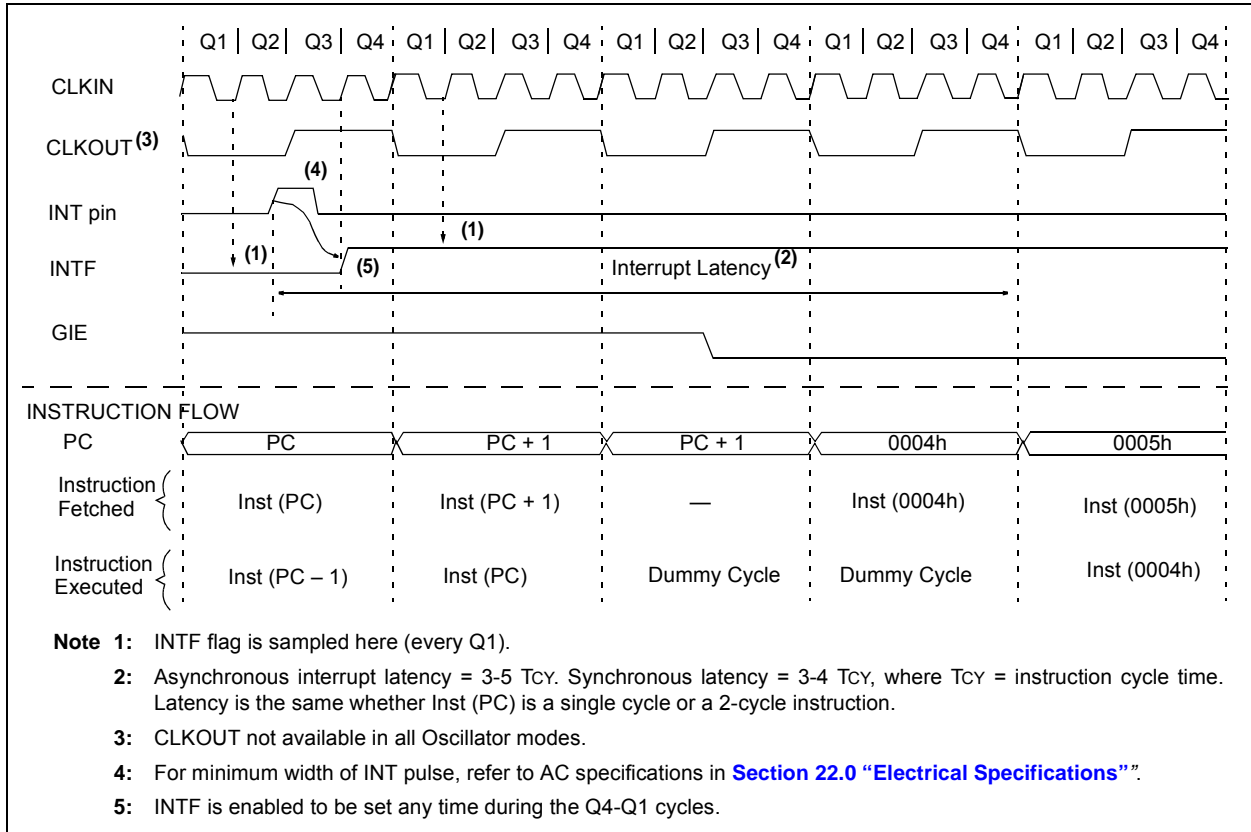 Q1 Q2 Q3 Q4 Q1 Q2 Q3 Q4 Q1 Q2 Q3 Q4 Q1 Q2 Q3 Q4 Q1 Q2 Q3 Q4
CLKIN
CLKOUT (3)
(4)
INT pin
(1)
(1)
INTF
(5)
Interrupt Latency (2)
GIE
INSTRUCTION FLOW
PC PC PC + 1 PC + 1 0004h 0005h
Instruction
Fetched
Inst (PC) Inst (PC + 1) — Inst (0004h) Inst (0005h)
Instruction
Executed
Inst (PC – 1) Inst (PC) Dummy Cycle Dummy Cycle Inst (0004h)
Note 1: INTF flag is sampled here (every Q1).
2: Asynchronous interrupt latency = 3-5 TCY. Synchronous latency = 3-4 TCY, where TCY = instruction cycle time.
Latency is the same whether Inst (PC) is a single cycle or a 2-cycle instruction.
3: CLKOUT not available in all Oscillator modes.
4: For minimum width of INT pulse, refer to AC specifications in Section 22.0 “Electrical Specifications””.
5: INTF is enabled to be set any time during the Q4-Q1 cycles.